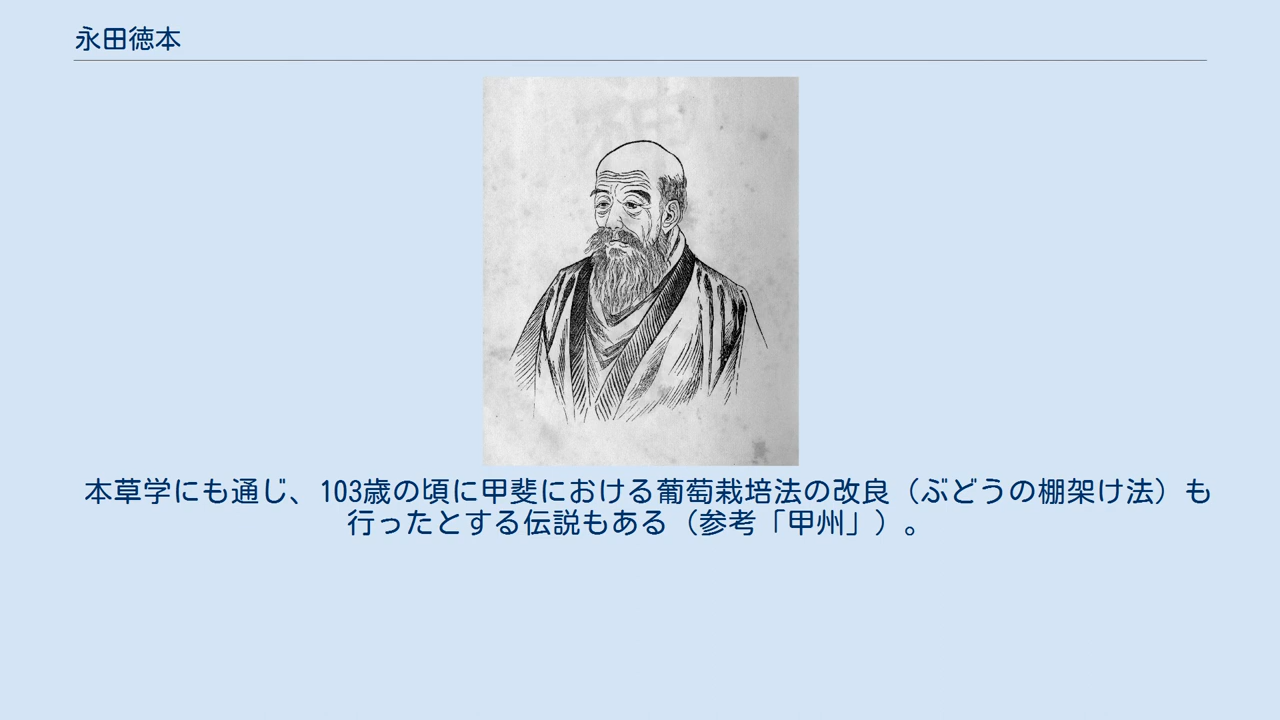 永田徳本
本草学にも通じ、103歳の頃に甲斐における葡萄栽培法の改良（ぶどうの棚架け法）も
行ったとする伝説もある（参考「甲州」）。